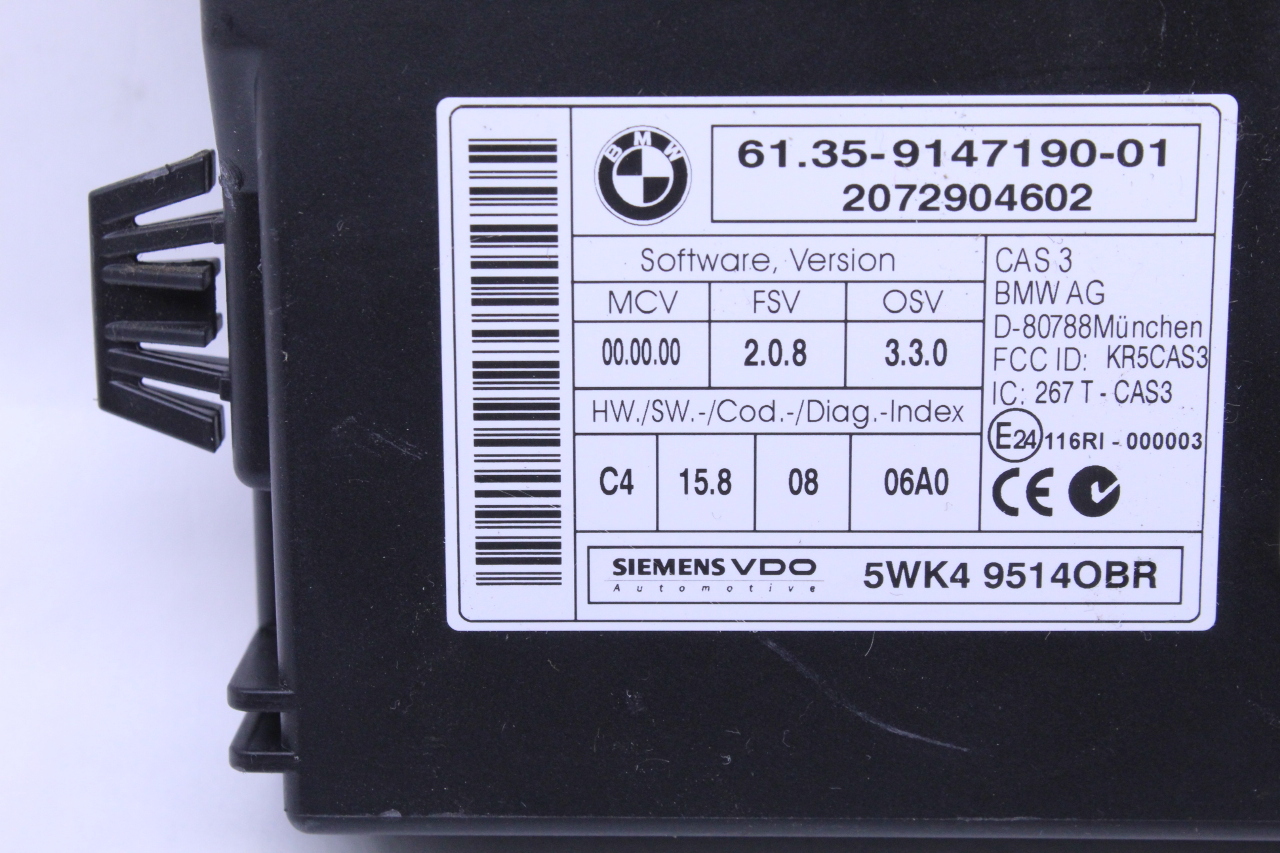 BMW
61.35-9147190-01
2072904602
Software, Version
MCV FSV OSV
00.00.00 2.0.8 3.3.0
HW./SW.-/Cod.-/Diag.-Index
C4 15.8 08 06A0
CAS 3
BMW AG
D-80788München
FCC ID: KR5CAS3
IC: 267 T - CAS3
E24 116RI - 000003
CE
SIEMENS VDO
Automotive
5WK4 9514OBR